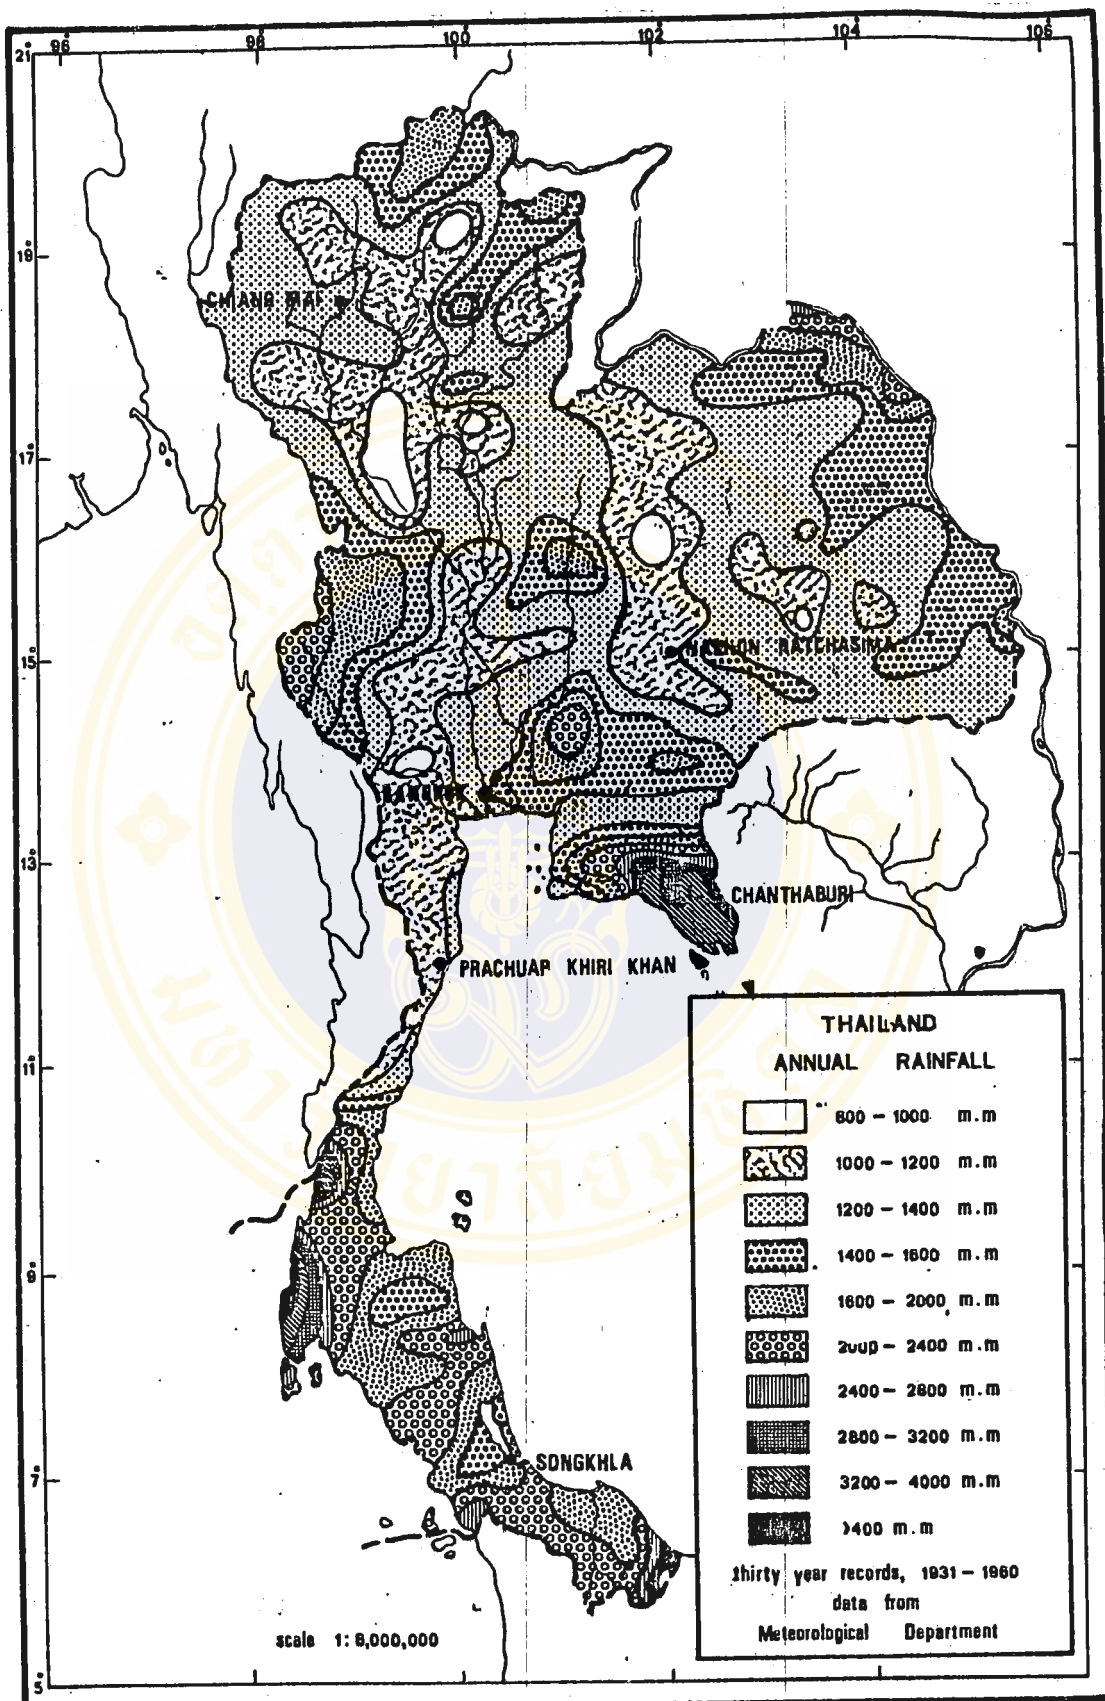 96 98 100 102 104 106
21
19
CHIANG MAI
17
NAKHON RATCHASIMA
15
BANGKOK
13
CHANTHABURI
PRACHUAP KHIRI KHAN
THAILAND
ANNUAL RAINFALL
11
800 - 1000 m.m
1000 - 1200 m.m
1200 - 1400 m.m
1400 - 1600 m.m
9
1600 - 2000 m.m
2000 - 2400 m.m
2400 - 2800 m.m
2800 - 3200 m.m
SONGKHLA
7
3200 - 4000 m.m
>400 m.m
thirty year records, 1931 - 1960
data from
Meteorological Department
scale 1: 8,000,000
5